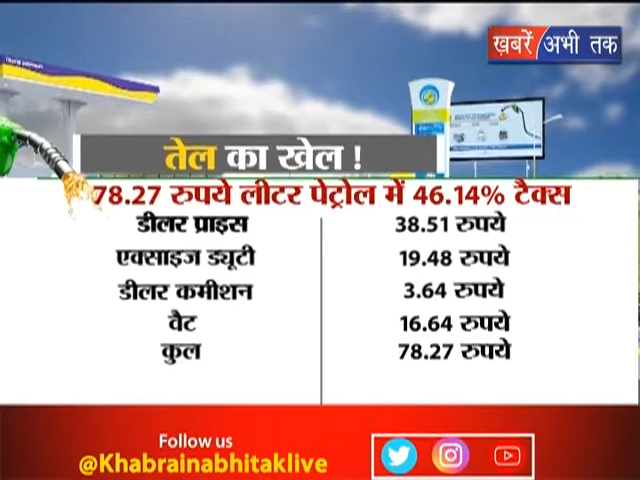 ख़बरें अभी तक
तेल का खेल !
78.27 रुपये लीटर पेट्रोल में 46.14% टैक्स
डीलर प्राइस 38.51 रुपये
एक्साइज ड्यूटी 19.48 रुपये
डीलर कमीशन 3.64 रुपये
वैट 16.64 रुपये
कुल 78.27 रुपये
Follow us
@Khabrainabhitaklive